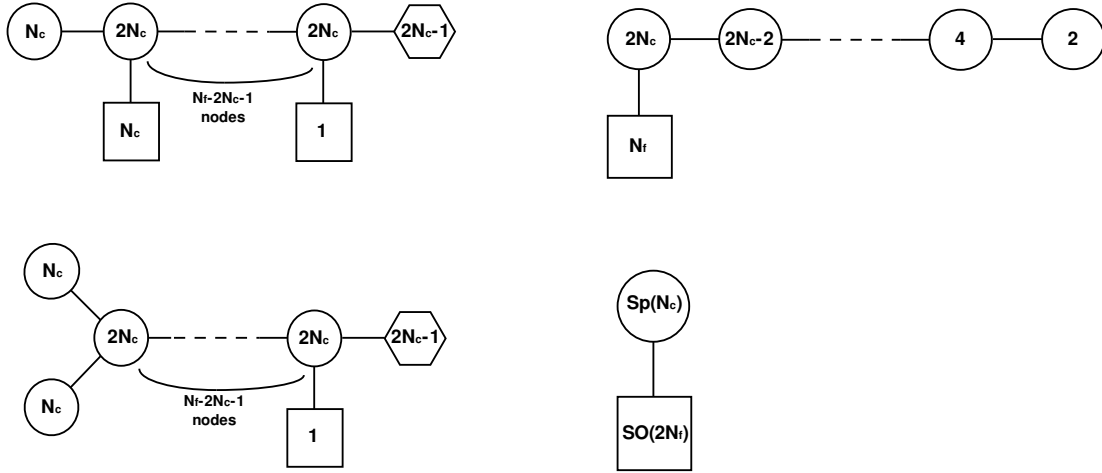 Nc 2Nc 2Nc 2Nc-1
Nf-2Nc-1
nodes
Nc 1
2Nc 2Nc-2 4 2
Nf
Nc
2Nc 2Nc 2Nc-1
Nc
Nf-2Nc-1
nodes
1
Sp(Nc)
SO(2Nf)